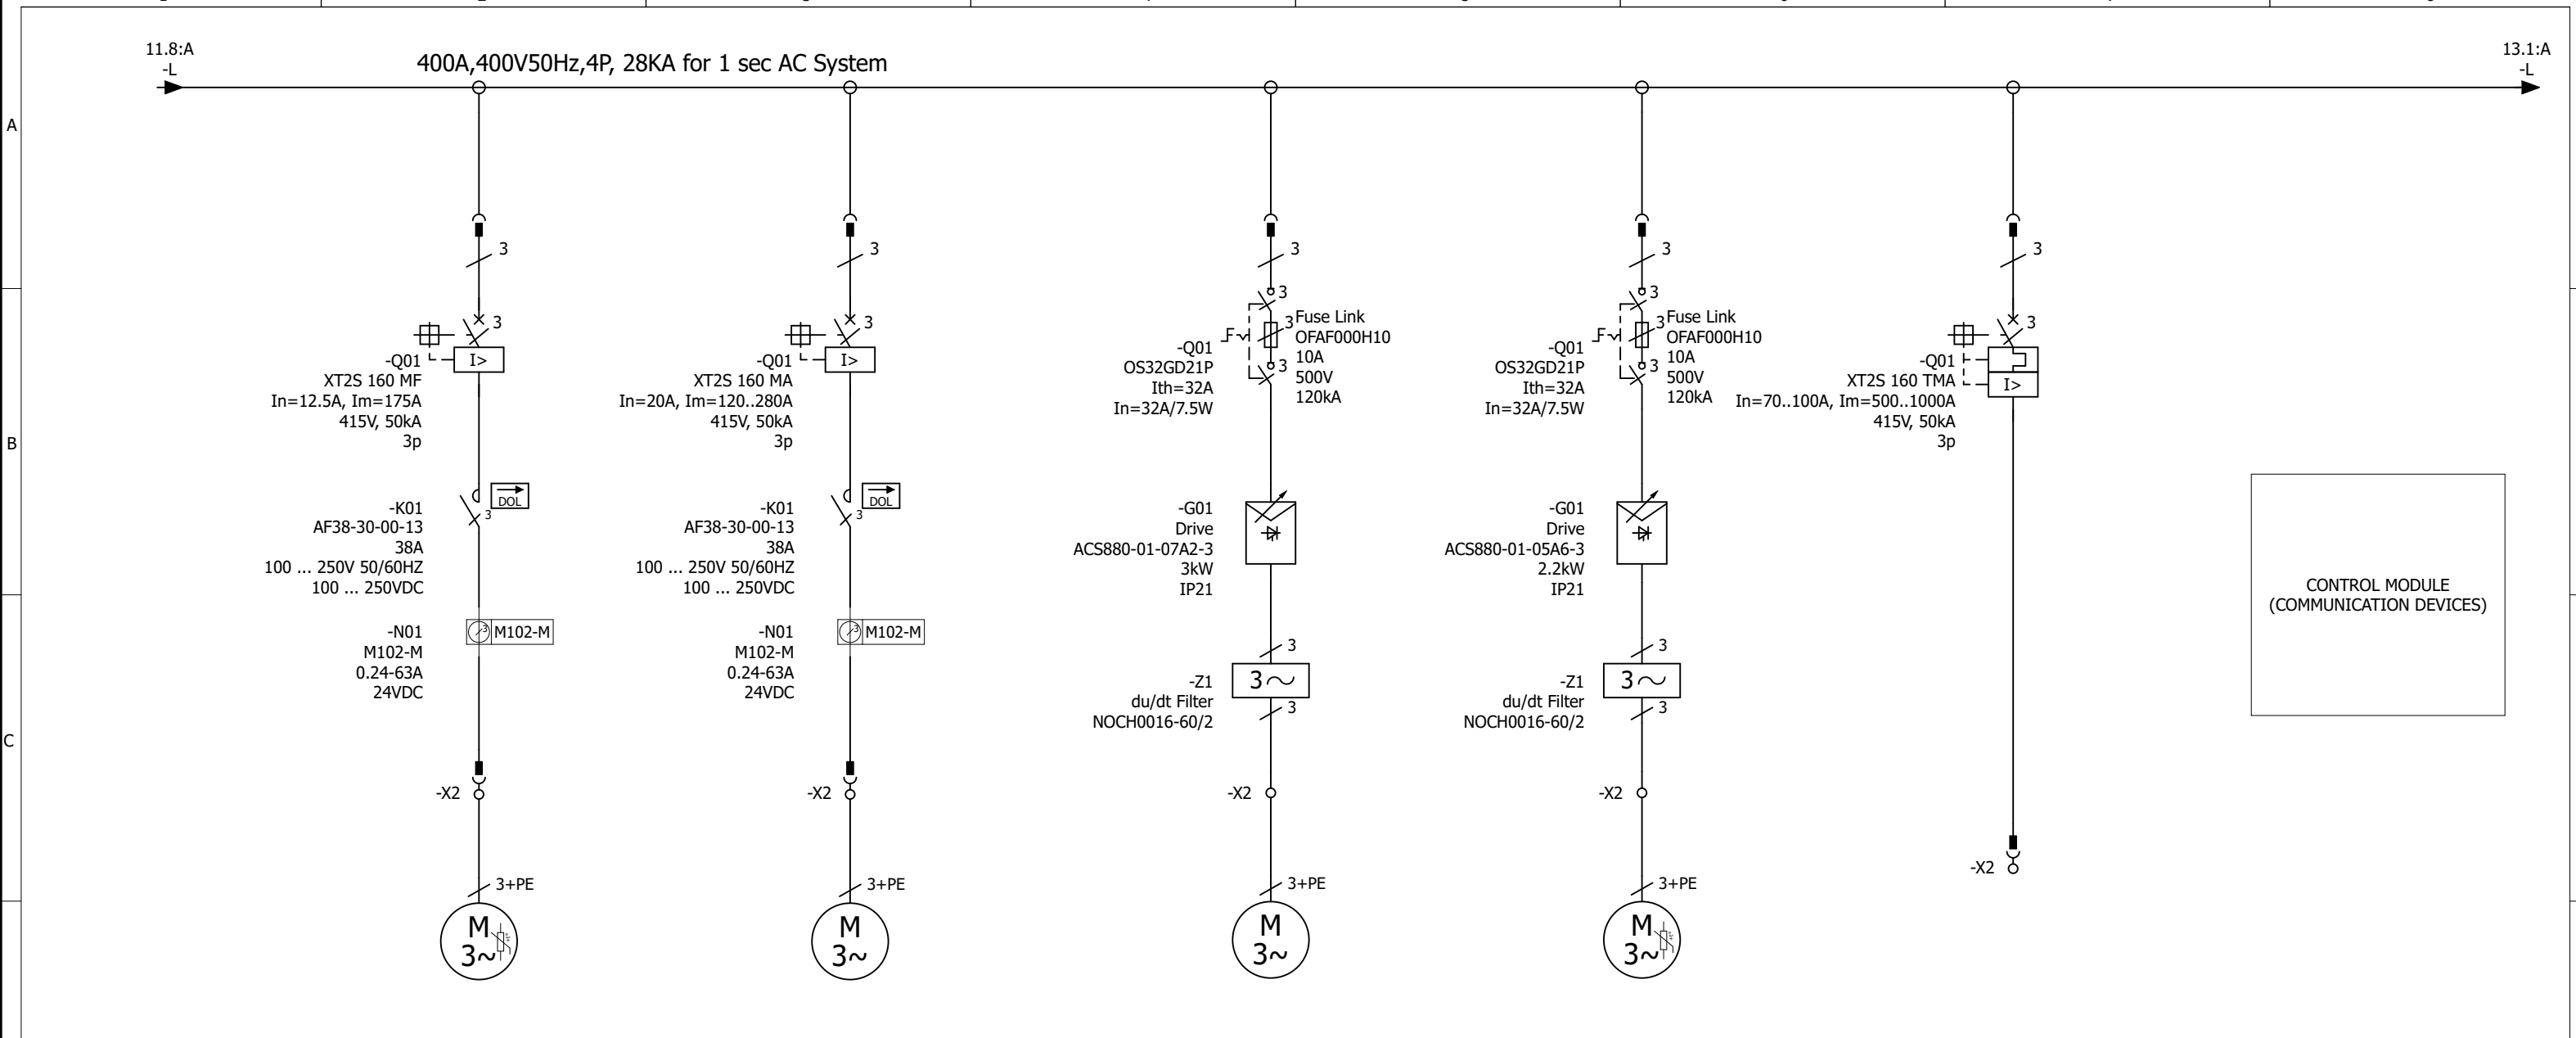 11.8:A
-L
400A,400V50Hz,4P, 28KA for 1 sec AC System
13.1:A
-L
A
B
C
3
3
-Q01
XT2S 160 MF
In=12.5A, Im=175A
415V, 50kA
3p
I>
-K01
AF38-30-00-13
38A
100 ... 250V 50/60HZ
100 ... 250VDC
3
DOL
-N01
M102-M
0.24-63A
24VDC
3
M102-M
-X2
3+PE
M
3~
3
3
-Q01
XT2S 160 MA
In=20A, Im=120..280A
415V, 50kA
3p
I>
-K01
AF38-30-00-13
38A
100 ... 250V 50/60HZ
100 ... 250VDC
3
DOL
-N01
M102-M
0.24-63A
24VDC
3
M102-M
-X2
3+PE
M
3~
3
3
3
3
-Q01
OS32GD21P
Ith=32A
In=32A/7.5W
Fuse Link
OFAF000H10
10A
500V
120kA
-G01
Drive
ACS880-01-07A2-3
3kW
IP21
3
-Z1
du/dt Filter
NOCH0016-60/2
3~
3
-X2
3+PE
M
3~
3
3
3
3
-Q01
OS32GD21P
Ith=32A
In=32A/7.5W
Fuse Link
OFAF000H10
10A
500V
120kA
-G01
Drive
ACS880-01-05A6-3
2.2kW
IP21
3
-Z1
du/dt Filter
NOCH0016-60/2
3~
3
-X2
3+PE
M
3~
3
3
-Q01
XT2S 160 TMA
In=70..100A, Im=500..1000A
415V, 50kA
3p
I>
-X2
CONTROL MODULE
(COMMUNICATION DEVICES)